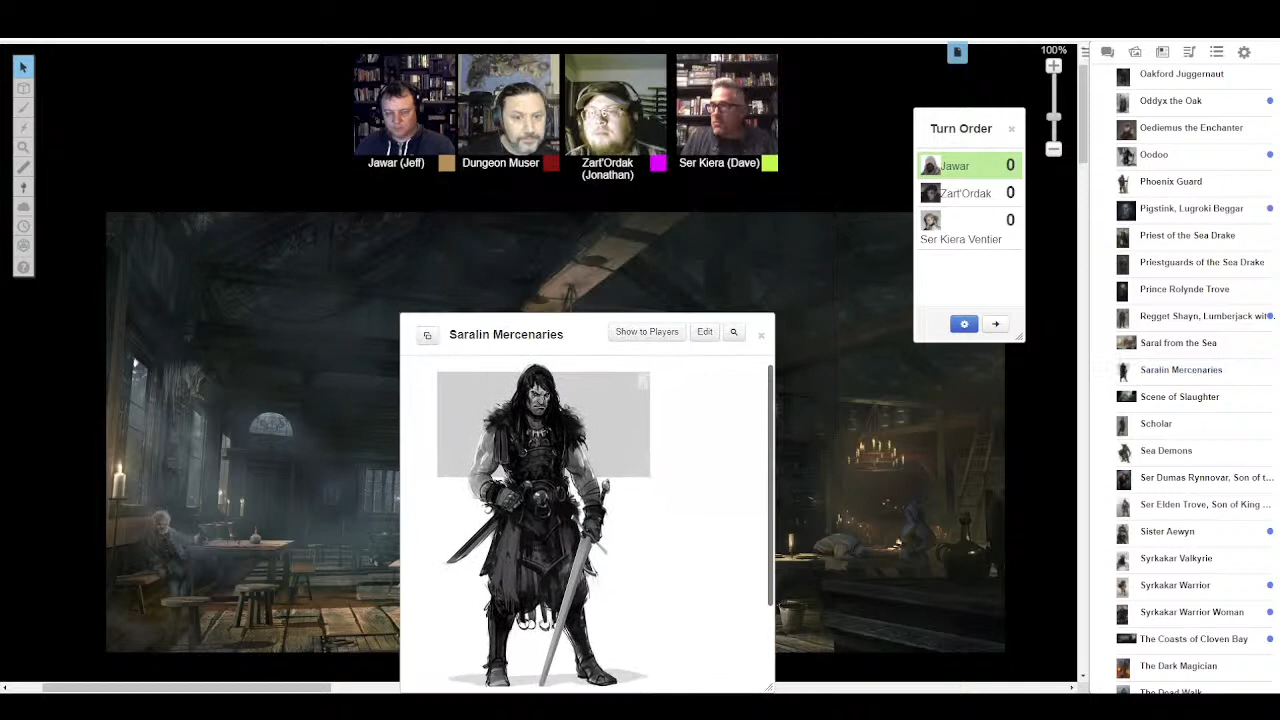 100%
Jawar (Jeff)
Dungeon Muser
Zart'Ordak
(Jonathan)
Ser Kiera (Dave)
Turn Order
×
Jawar 0
Zart'Ordak 0
0
Ser Kiera Ventier
Saralin Mercenaries
Show to Players
Edit
×
Oakford Juggernaut
Oddyx the Oak
Oediemus the Enchanter
Oodoo
Phoenix Guard
Pigstink, Lugroki Beggar
Priest of the Sea Drake
Priestguards of the Sea Drake
Prince Rolynde Trove
Regget Shayn, Lumberjack wit...
Saral from the Sea
Saralin Mercenaries
Scene of Slaughter
Scholar
Sea Demons
Ser Dumas Rynnovar, Son of t...
Ser Elden Trove, Son of King ...
Sister Aewyn
Syrkakar Valkyrie
Syrkakar Warrior
Syrkakar Warrior Woman
The Coasts of Cloven Bay
The Dark Magician
The Dead Walk